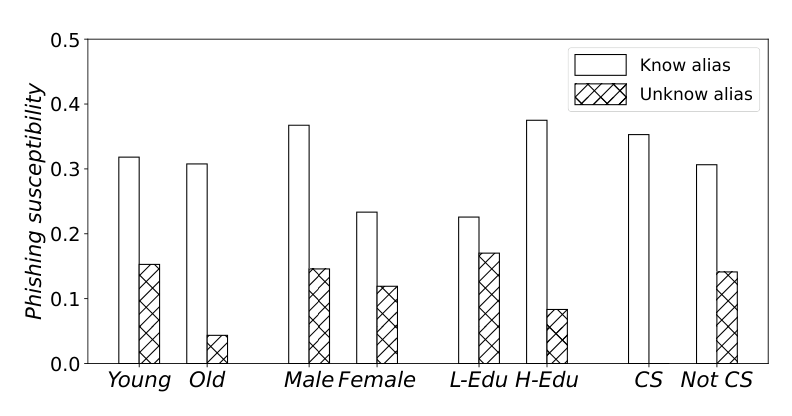 0.5
0.4
0.3
0.2
0.1
0.0
Phishing susceptibility
Know alias
Unknow alias
Young Old Male Female L-Edu H-Edu CS Not CS